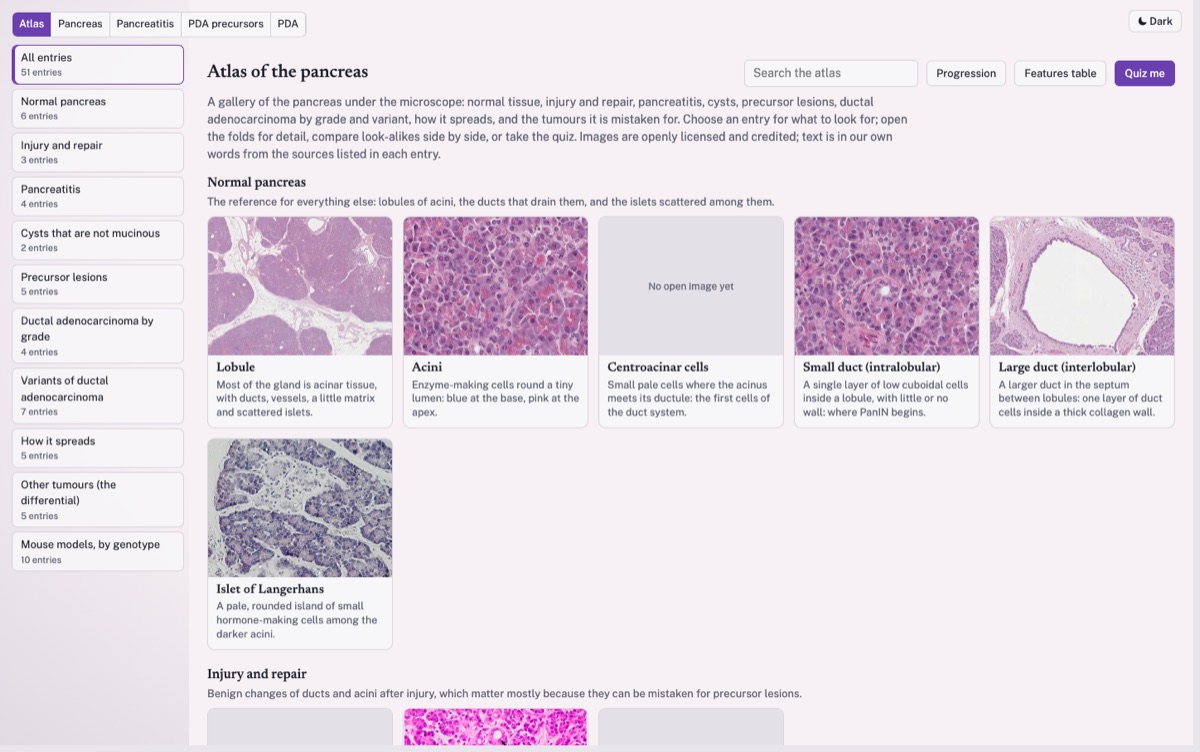 Atlas
Pancreas
Pancreatitis
PDA precursors
PDA
Dark
All entries
51 entries
Normal pancreas
6 entries
Injury and repair
3 entries
Pancreatitis
4 entries
Cysts that are not mucinous
2 entries
Precursor lesions
5 entries
Ductal adenocarcinoma by
grade
4 entries
Variants of ductal
adenocarcinoma
7 entries
How it spreads
5 entries
Other tumours (the
differential)
5 entries
Mouse models, by genotype
10 entries
Atlas of the pancreas
Search the atlas
Progression
Features table
Quiz me
A gallery of the pancreas under the microscope: normal tissue, injury and repair, pancreatitis, cysts, precursor lesions, ductal
adenocarcinoma by grade and variant, how it spreads, and the tumours it is mistaken for. Choose an entry for what to look for; open
the folds for detail, compare look-alikes side by side, or take the quiz. Images are openly licensed and credited; text is in our own
words from the sources listed in each entry.
Normal pancreas
The reference for everything else: lobules of acini, the ducts that drain them, and the islets scattered among them.
Lobule
Most of the gland is acinar tissue,
with ducts, vessels, a little matrix
and scattered islets.
Acini
Enzyme-making cells round a tiny
lumen: blue at the base, pink at the
apex.
No open image yet
Centroacinar cells
Small pale cells where the acinus
meets its ductule: the first cells of
the duct system.
Small duct (intralobular)
A single layer of low cuboidal cells
inside a lobule, with little or no
wall: where PanIN begins.
Large duct (interlobular)
A larger duct in the septum
between lobules: one layer of duct
cells inside a thick collagen wall.
Islet of Langerhans
A pale, rounded island of small
hormone-making cells among the
darker acini.
Injury and repair
Benign changes of ducts and acini after injury, which matter mostly because they can be mistaken for precursor lesions.